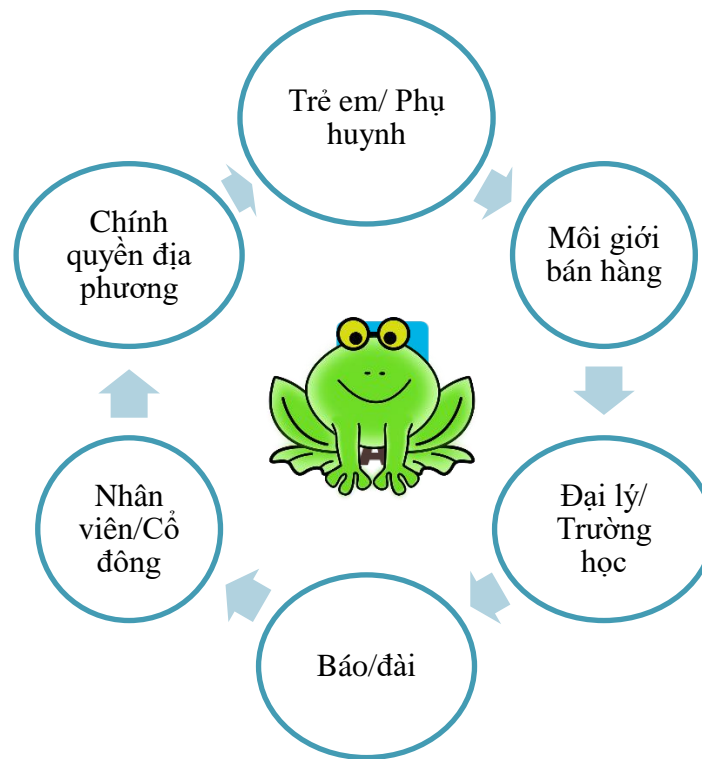 Trẻ em/ Phụ
huynh
Môi giới
bán hàng
Đại lý/
Trường
học
Báo/đài
Nhân
viên/Cổ
đông
Chính
quyền địa
phương